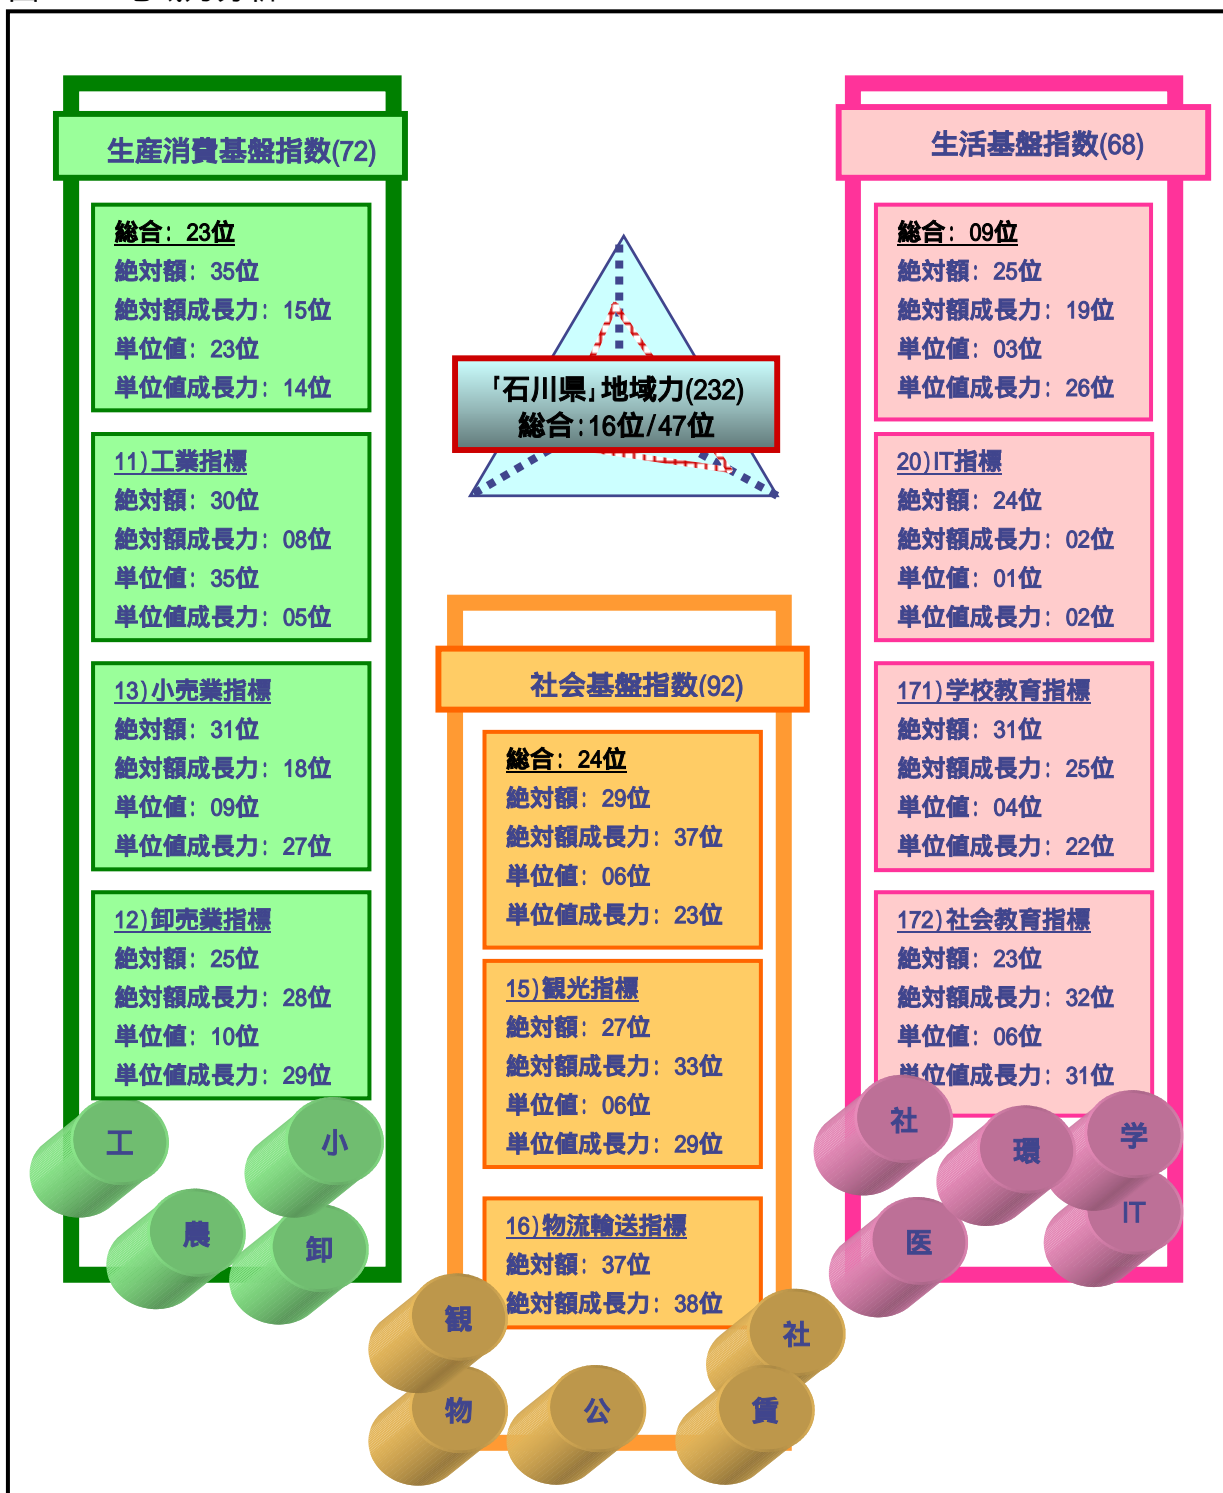 生産消費基盤指数(72)
総合: 23位
絶対額: 35位
絶対額成長力: 15位
単位値: 23位
単位値成長力: 14位
11)工業指標
絶対額: 30位
絶対額成長力: 08位
単位値: 35位
単位値成長力: 05位
13)小売業指標
絶対額: 31位
絶対額成長力: 18位
単位値: 09位
単位値成長力: 27位
12)卸売業指標
絶対額: 25位
絶対額成長力: 28位
単位値: 10位
単位値成長力: 29位
工
小
農
卸
「石川県」地域力(232)
総合:16位/47位
社会基盤指数(92)
総合: 24位
絶対額: 29位
絶対額成長力: 37位
単位値: 06位
単位値成長力: 23位
15)観光指標
絶対額: 27位
絶対額成長力: 33位
単位値: 06位
単位値成長力: 29位
16)物流輸送指標
絶対額: 37位
絶対額成長力: 38位
観
社
物
公
賃
生活基盤指数(68)
総合: 09位
絶対額: 25位
絶対額成長力: 19位
単位値: 03位
単位値成長力: 26位
20)IT指標
絶対額: 24位
絶対額成長力: 02位
単位値: 01位
単位値成長力: 02位
171)学校教育指標
絶対額: 31位
絶対額成長力: 25位
単位値: 04位
単位値成長力: 22位
172)社会教育指標
絶対額: 23位
絶対額成長力: 32位
単位値: 06位
単位値成長力: 31位
社
環
学
医
IT